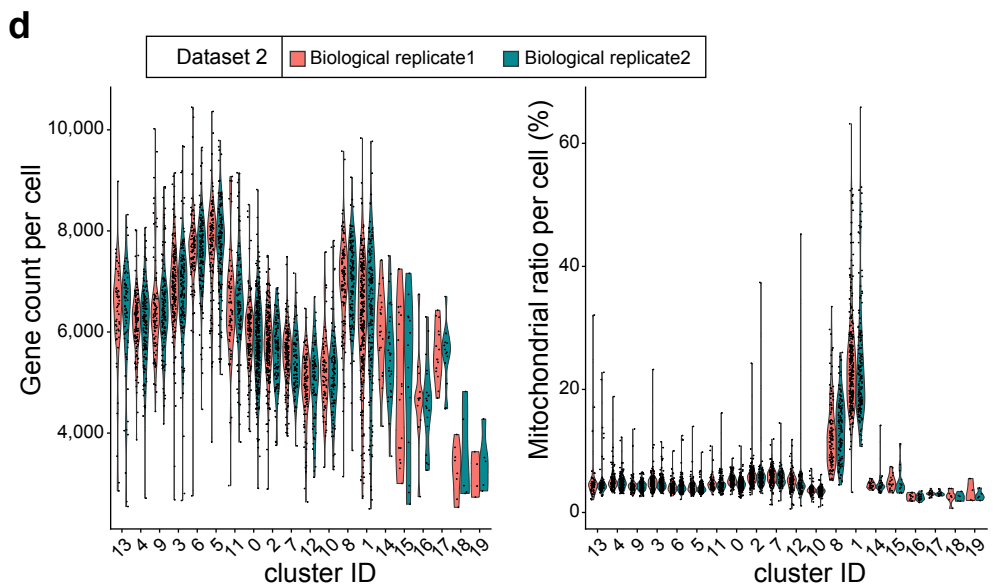 d
Dataset 2 Biological replicate1 Biological replicate2
Gene count per cell
10,000
8,000
6,000
4,000
13 4 9 3 6 5 11 0 2 7 12 10 8 1 14 15 16 17 18 19
cluster ID
Mitochondrial ratio per cell (%)
60
40
20
0
13 4 9 3 6 5 11 0 2 7 12 10 8 1 14 15 16 17 18 19
cluster ID